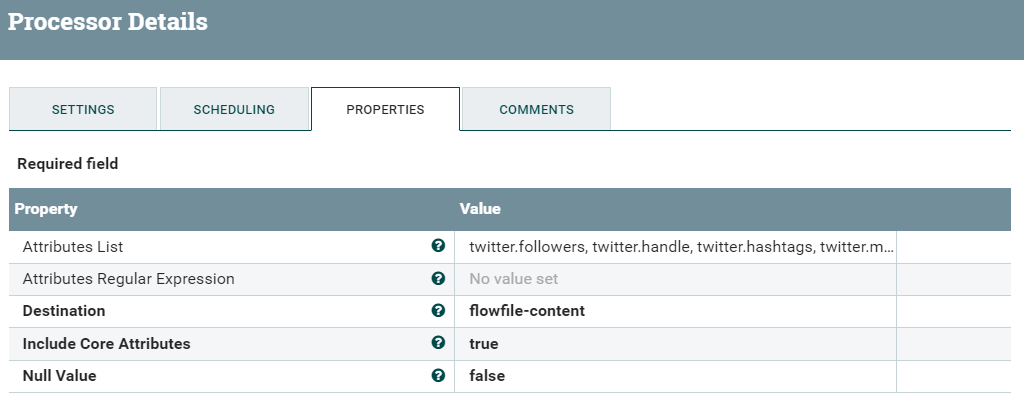 Processor Details
SETTINGS SCHEDULING PROPERTIES COMMENTS
Required field
Property Value
Attributes List ? twitter.followers, twitter.handle, twitter.hashtags, twitter.m...
Attributes Regular Expression ? No value set
Destination ? flowfile-content
Include Core Attributes ? true
Null Value ? false